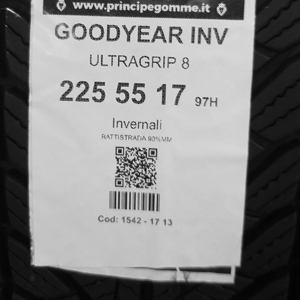 www.principegomme.it
GOODYEAR INV
ULTRAGRIP 8
225 55 17 97H
Invernali
BATTISTRADA 90%MM
Cod: 1542 - 17 13